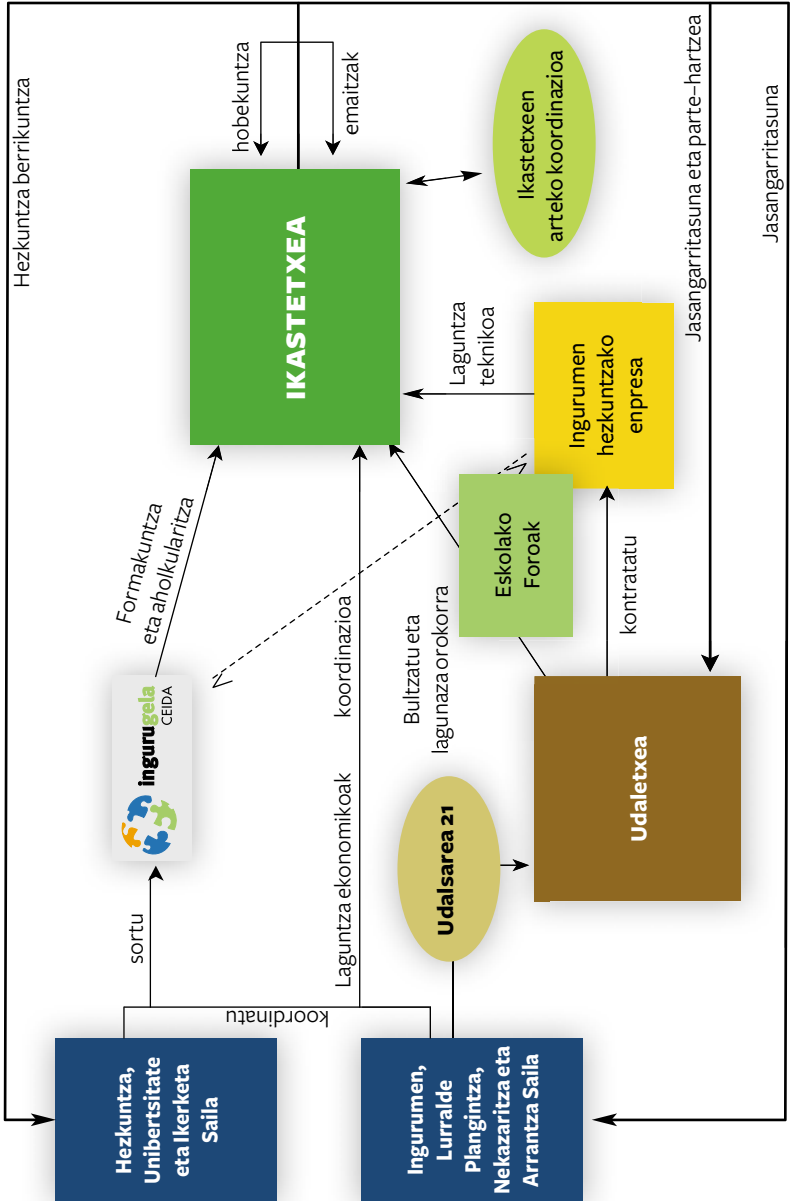 Hezkuntza berrikuntza
Hezkuntza,
Unibertsitate
eta Ikerketa
Saila
sortu
ingurugela
CEIDA
Formakuntza
eta aholkularitza
hobekuntza
emaitzak
IKASTETXEA
koordinatu
Laguntza ekonomikoak
koordinazioa
Ingurumen,
Lurralde
Plangintza,
Nekazaritza eta
Arrantza Saila
Udalsarea 21
Bultzatu eta
lagunaza orokorra
Eskolako
Foroak
Laguntza
teknikoa
Ikastetxeen
arteko koordinazioa
Udaletxea
kontratatu
Ingurumen
hezkuntzako
enpresa
Jasangarritasuna eta parte-hartzea
Jasangarritasuna